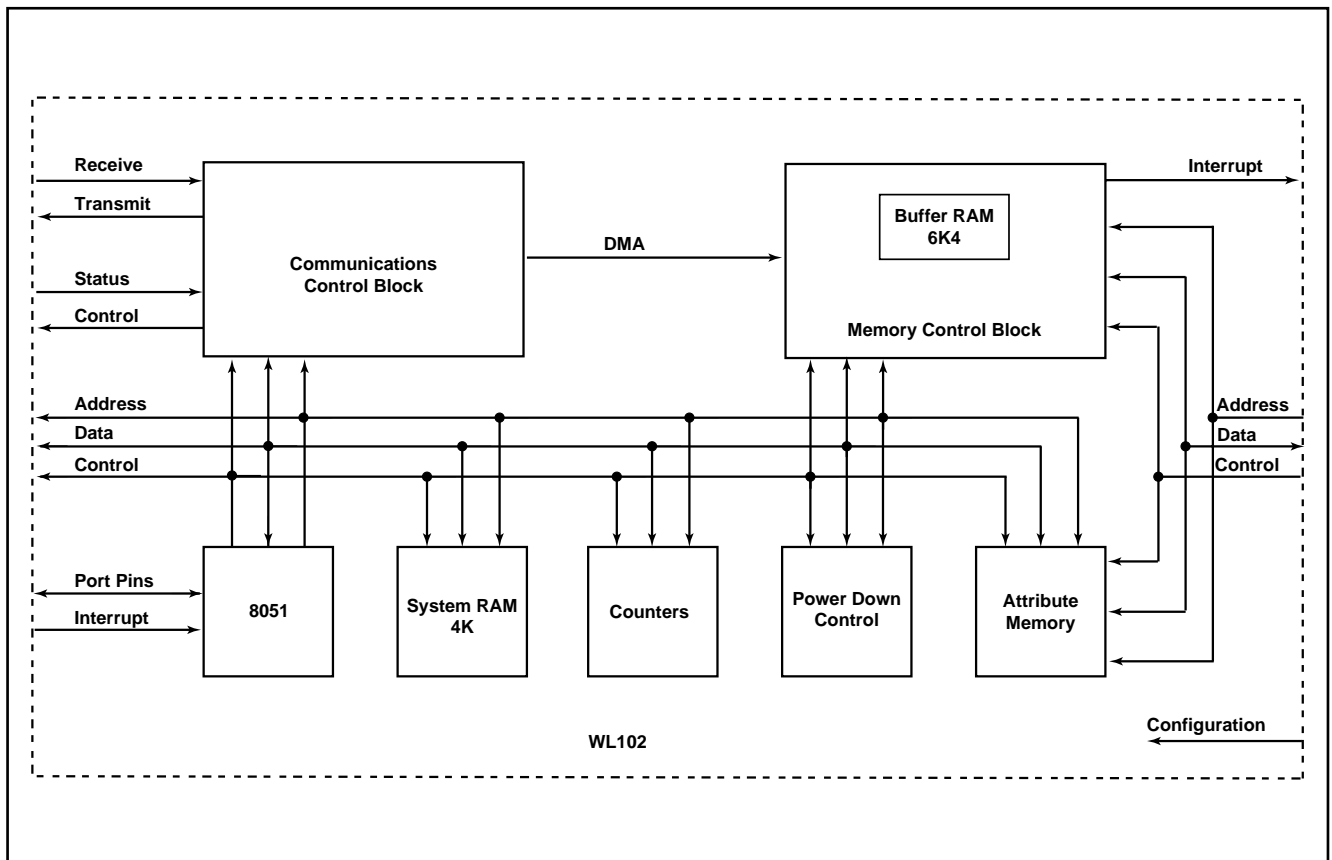 Receive
Transmit
Status
Control
Communications
Control Block
DMA
Buffer RAM
6K4
Memory Control Block
Interrupt
Address
Data
Control
Address
Data
Control
Port Pins
Interrupt
8051
System RAM
4K
Counters
Power Down
Control
Attribute
Memory
Configuration
WL102